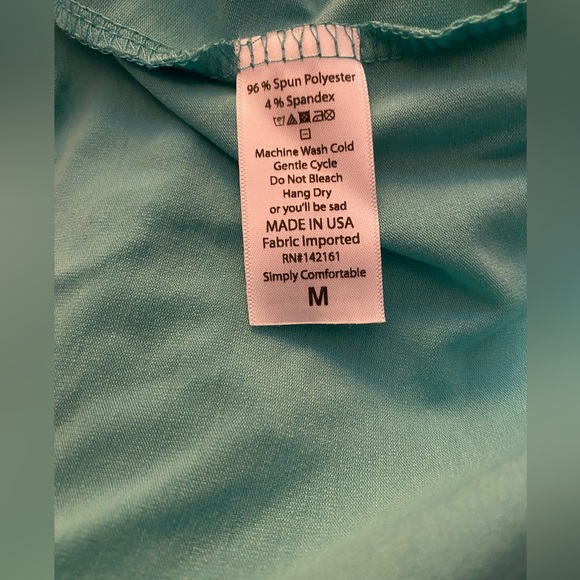 96 % Spun Polyester
4 % Spandex
Machine Wash Cold
Gentle Cycle
Do Not Bleach
Hang Dry
or you'll be sad
MADE IN USA
Fabric Imported
RN#142161
Simply Comfortable
M